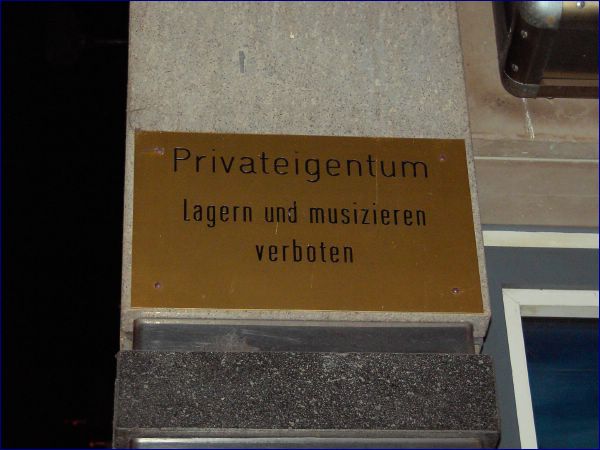 Privateigentum
Lagern und musizieren
verboten